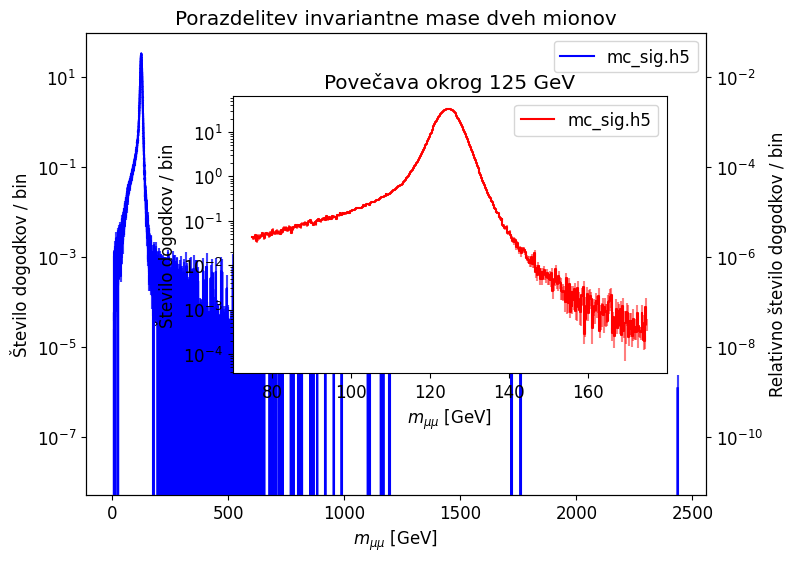 Porazdelitev invariantne mase dveh mionov
mc_sig.h5
Povečava okrog 125 GeV
mc_sig.h5
Število dogodkov / bin
10^1
10^-1
10^-3
10^-5
10^-7
Število dogodkov / bin
10^1
10^0
10^-1
10^-2
10^-3
10^-4
80 100 120 140 160
m_μμ [GeV]
10^-2
10^-4
10^-6
10^-8
10^-10
Relativno število dogodkov / bin
0 500 1000 1500 2000 2500
m_μμ [GeV]